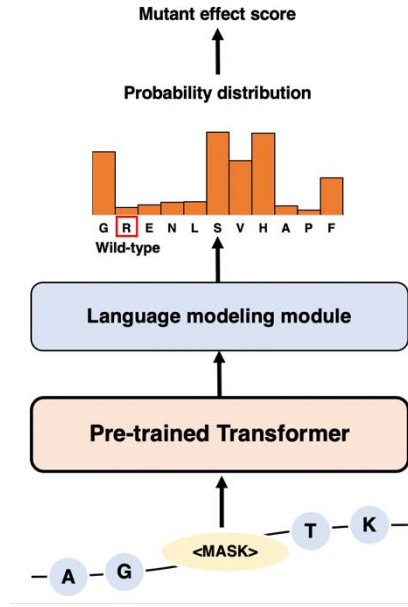 Mutant effect score
Probability distribution
G R E N L S V H A P F
Wild-type
Language modeling module
Pre-trained Transformer
<MASK>
T K
A G